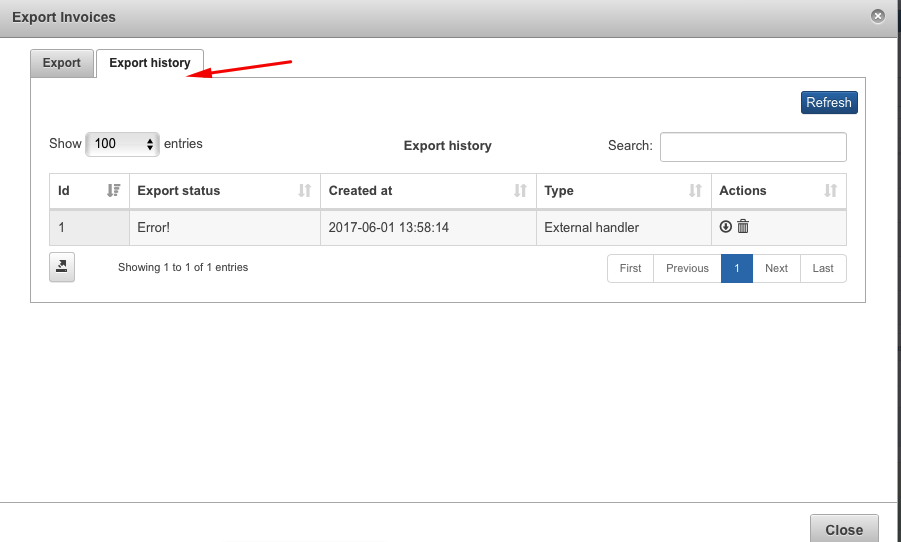 Export Invoices
Export Export history
Refresh
Show 100 entries Export history Search:
Id Export status Created at Type Actions
1 Error! 2017-06-01 13:58:14 External handler
Showing 1 to 1 of 1 entries First Previous 1 Next Last
Close